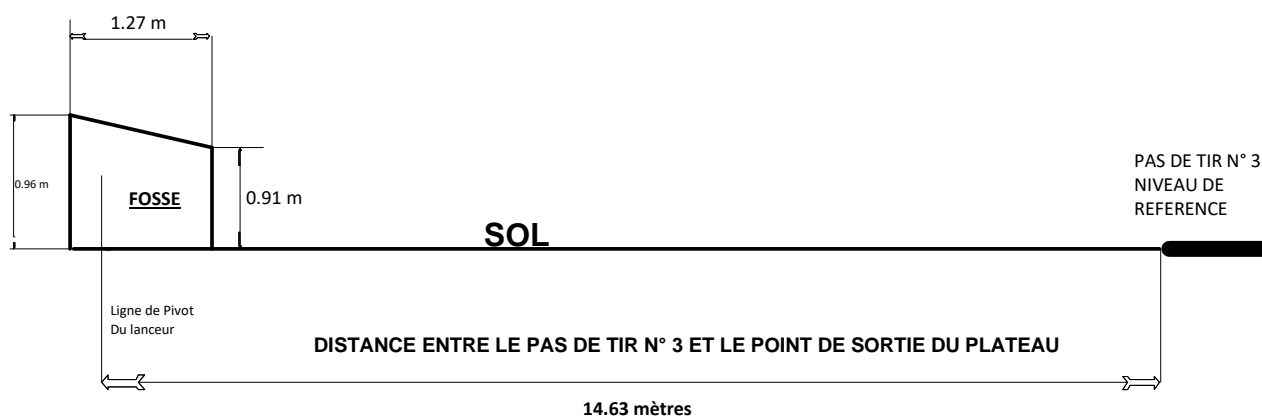 1.27 m
0.96 m
FOSSE
0.91 m
SOL
PAS DE TIR N° 3
NIVEAU DE
REFERENCE
Ligne de Pivot
Du lanceur
DISTANCE ENTRE LE PAS DE TIR N° 3 ET LE POINT DE SORTIE DU PLATEAU
14.63 mètres